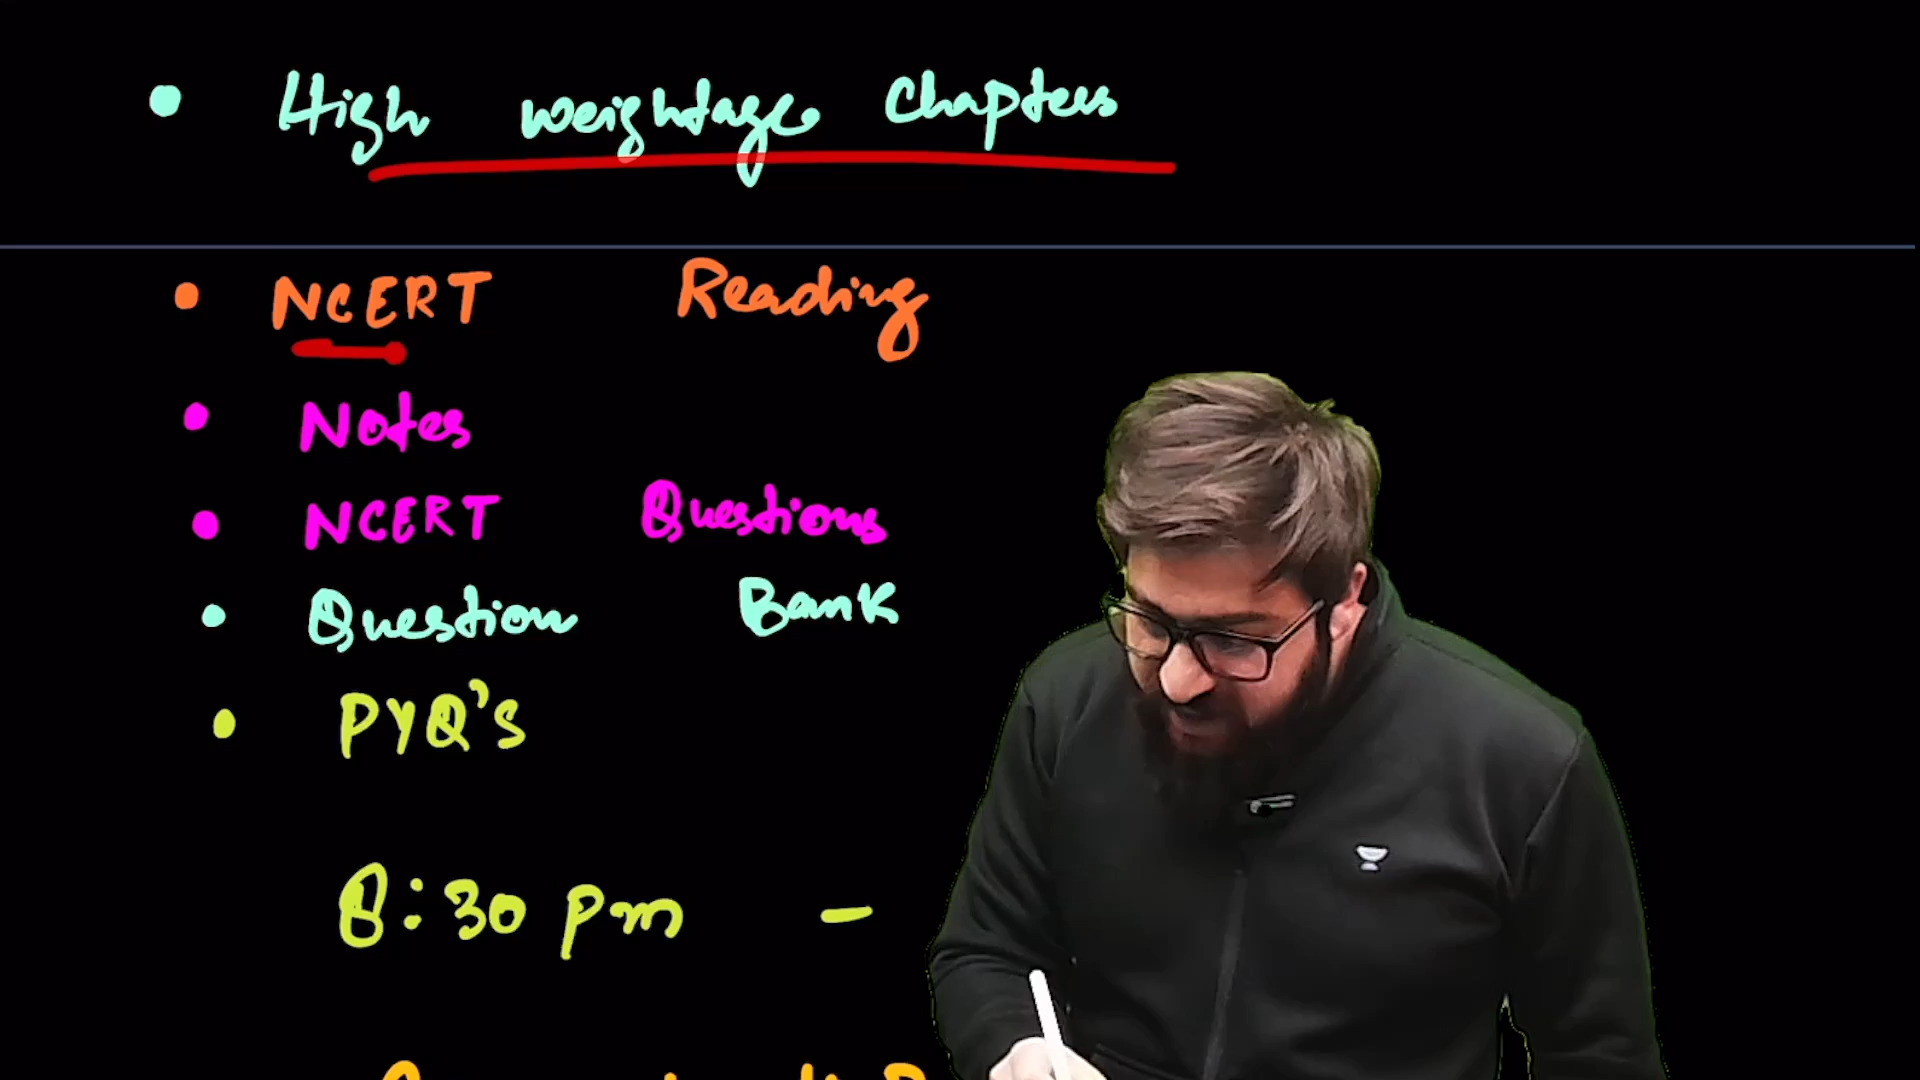 • High weightage Chapters
• NCERT Reading
• Notes
• NCERT Questions
• Question Bank
• PYQ's
8:30 pm -